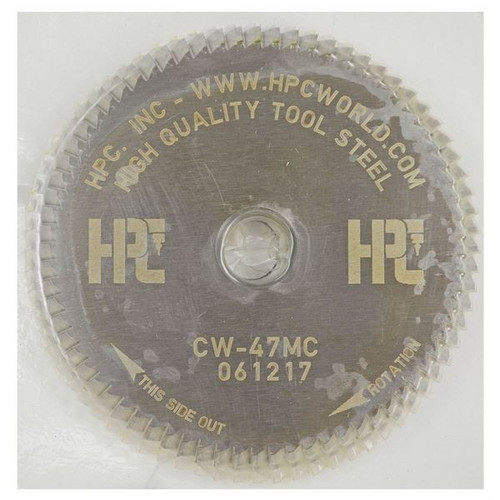 HPC. INC - WWW.HPCWORLD.COM
HIGH QUALITY TOOL STEEL
HPC HPC
CW-47MC
061217
THIS SIDE OUT
ROTATION